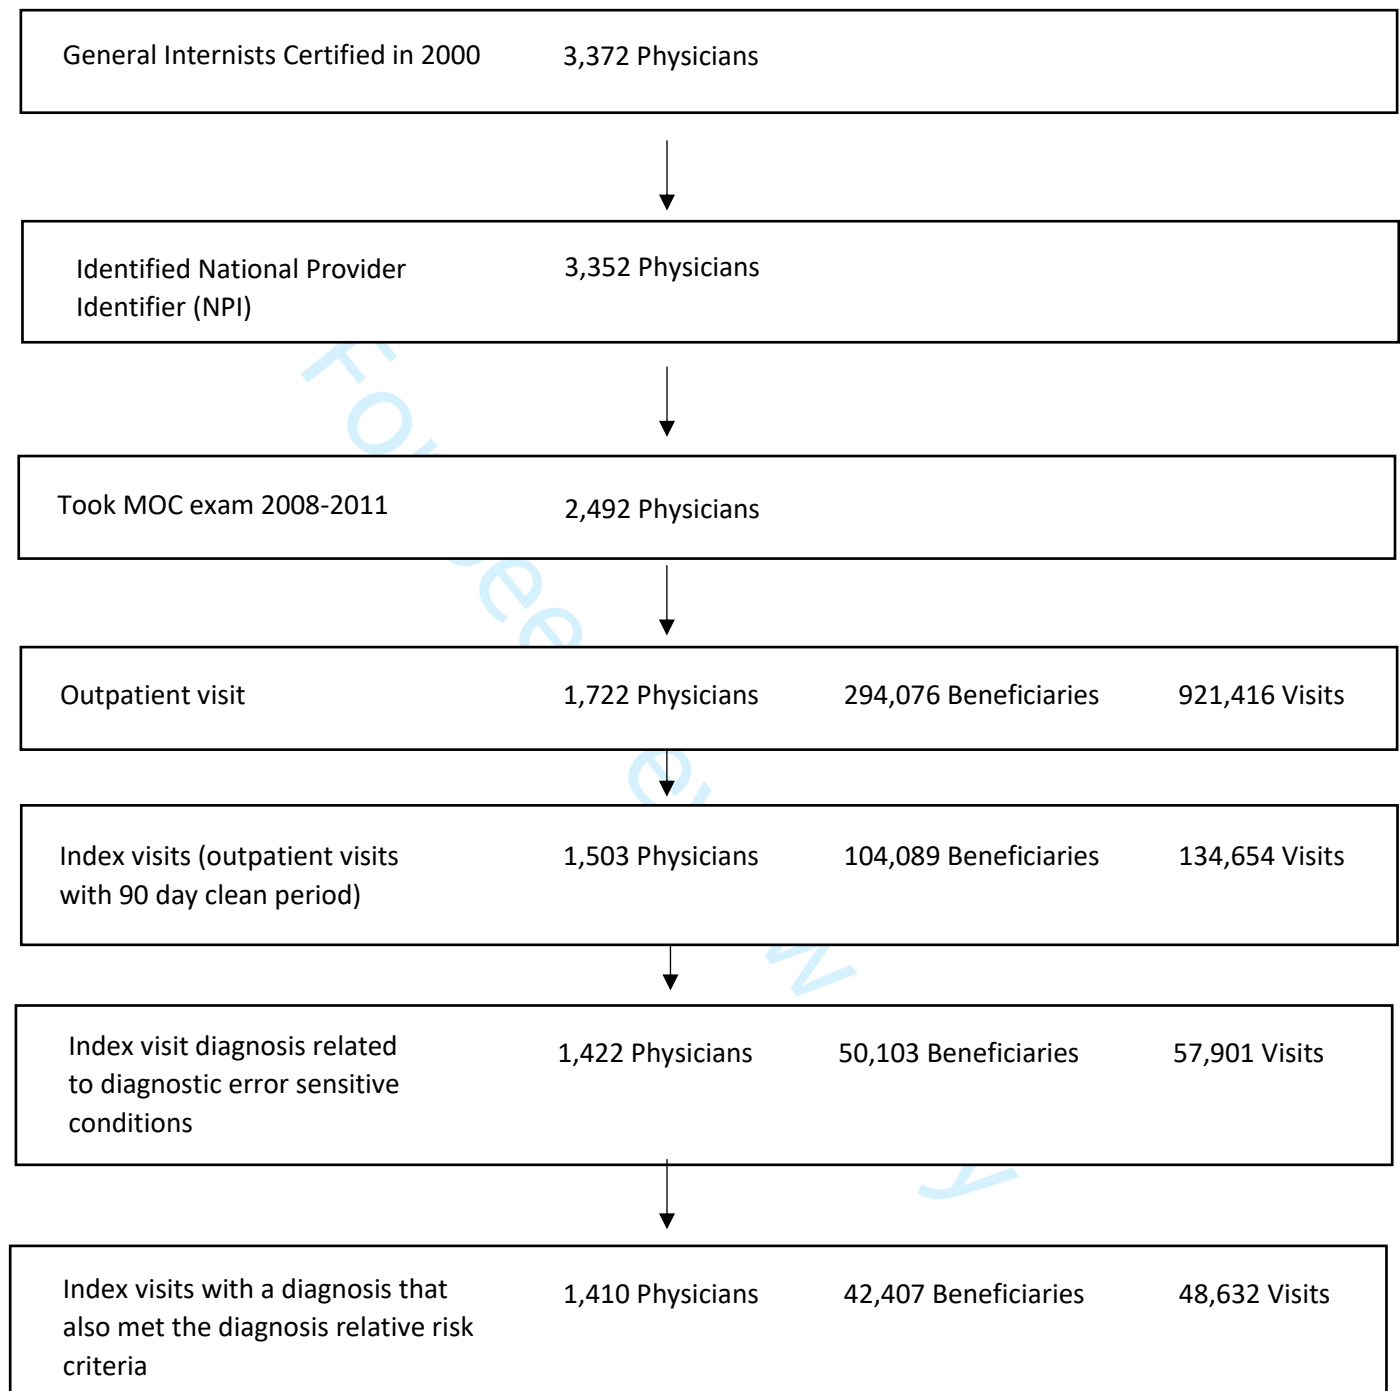 General Internists Certified in 2000 3,372 Physicians
Identified National Provider 3,352 Physicians
Identifier (NPI)
Took MOC exam 2008-2011 2,492 Physicians
Outpatient visit 1,722 Physicians 294,076 Beneficiaries 921,416 Visits
Index visits (outpatient visits 1,503 Physicians 104,089 Beneficiaries 134,654 Visits
with 90 day clean period)
Index visit diagnosis related 1,422 Physicians 50,103 Beneficiaries 57,901 Visits
to diagnostic error sensitive
conditions
Index visits with a diagnosis that 1,410 Physicians 42,407 Beneficiaries 48,632 Visits
also met the diagnosis relative risk
criteria